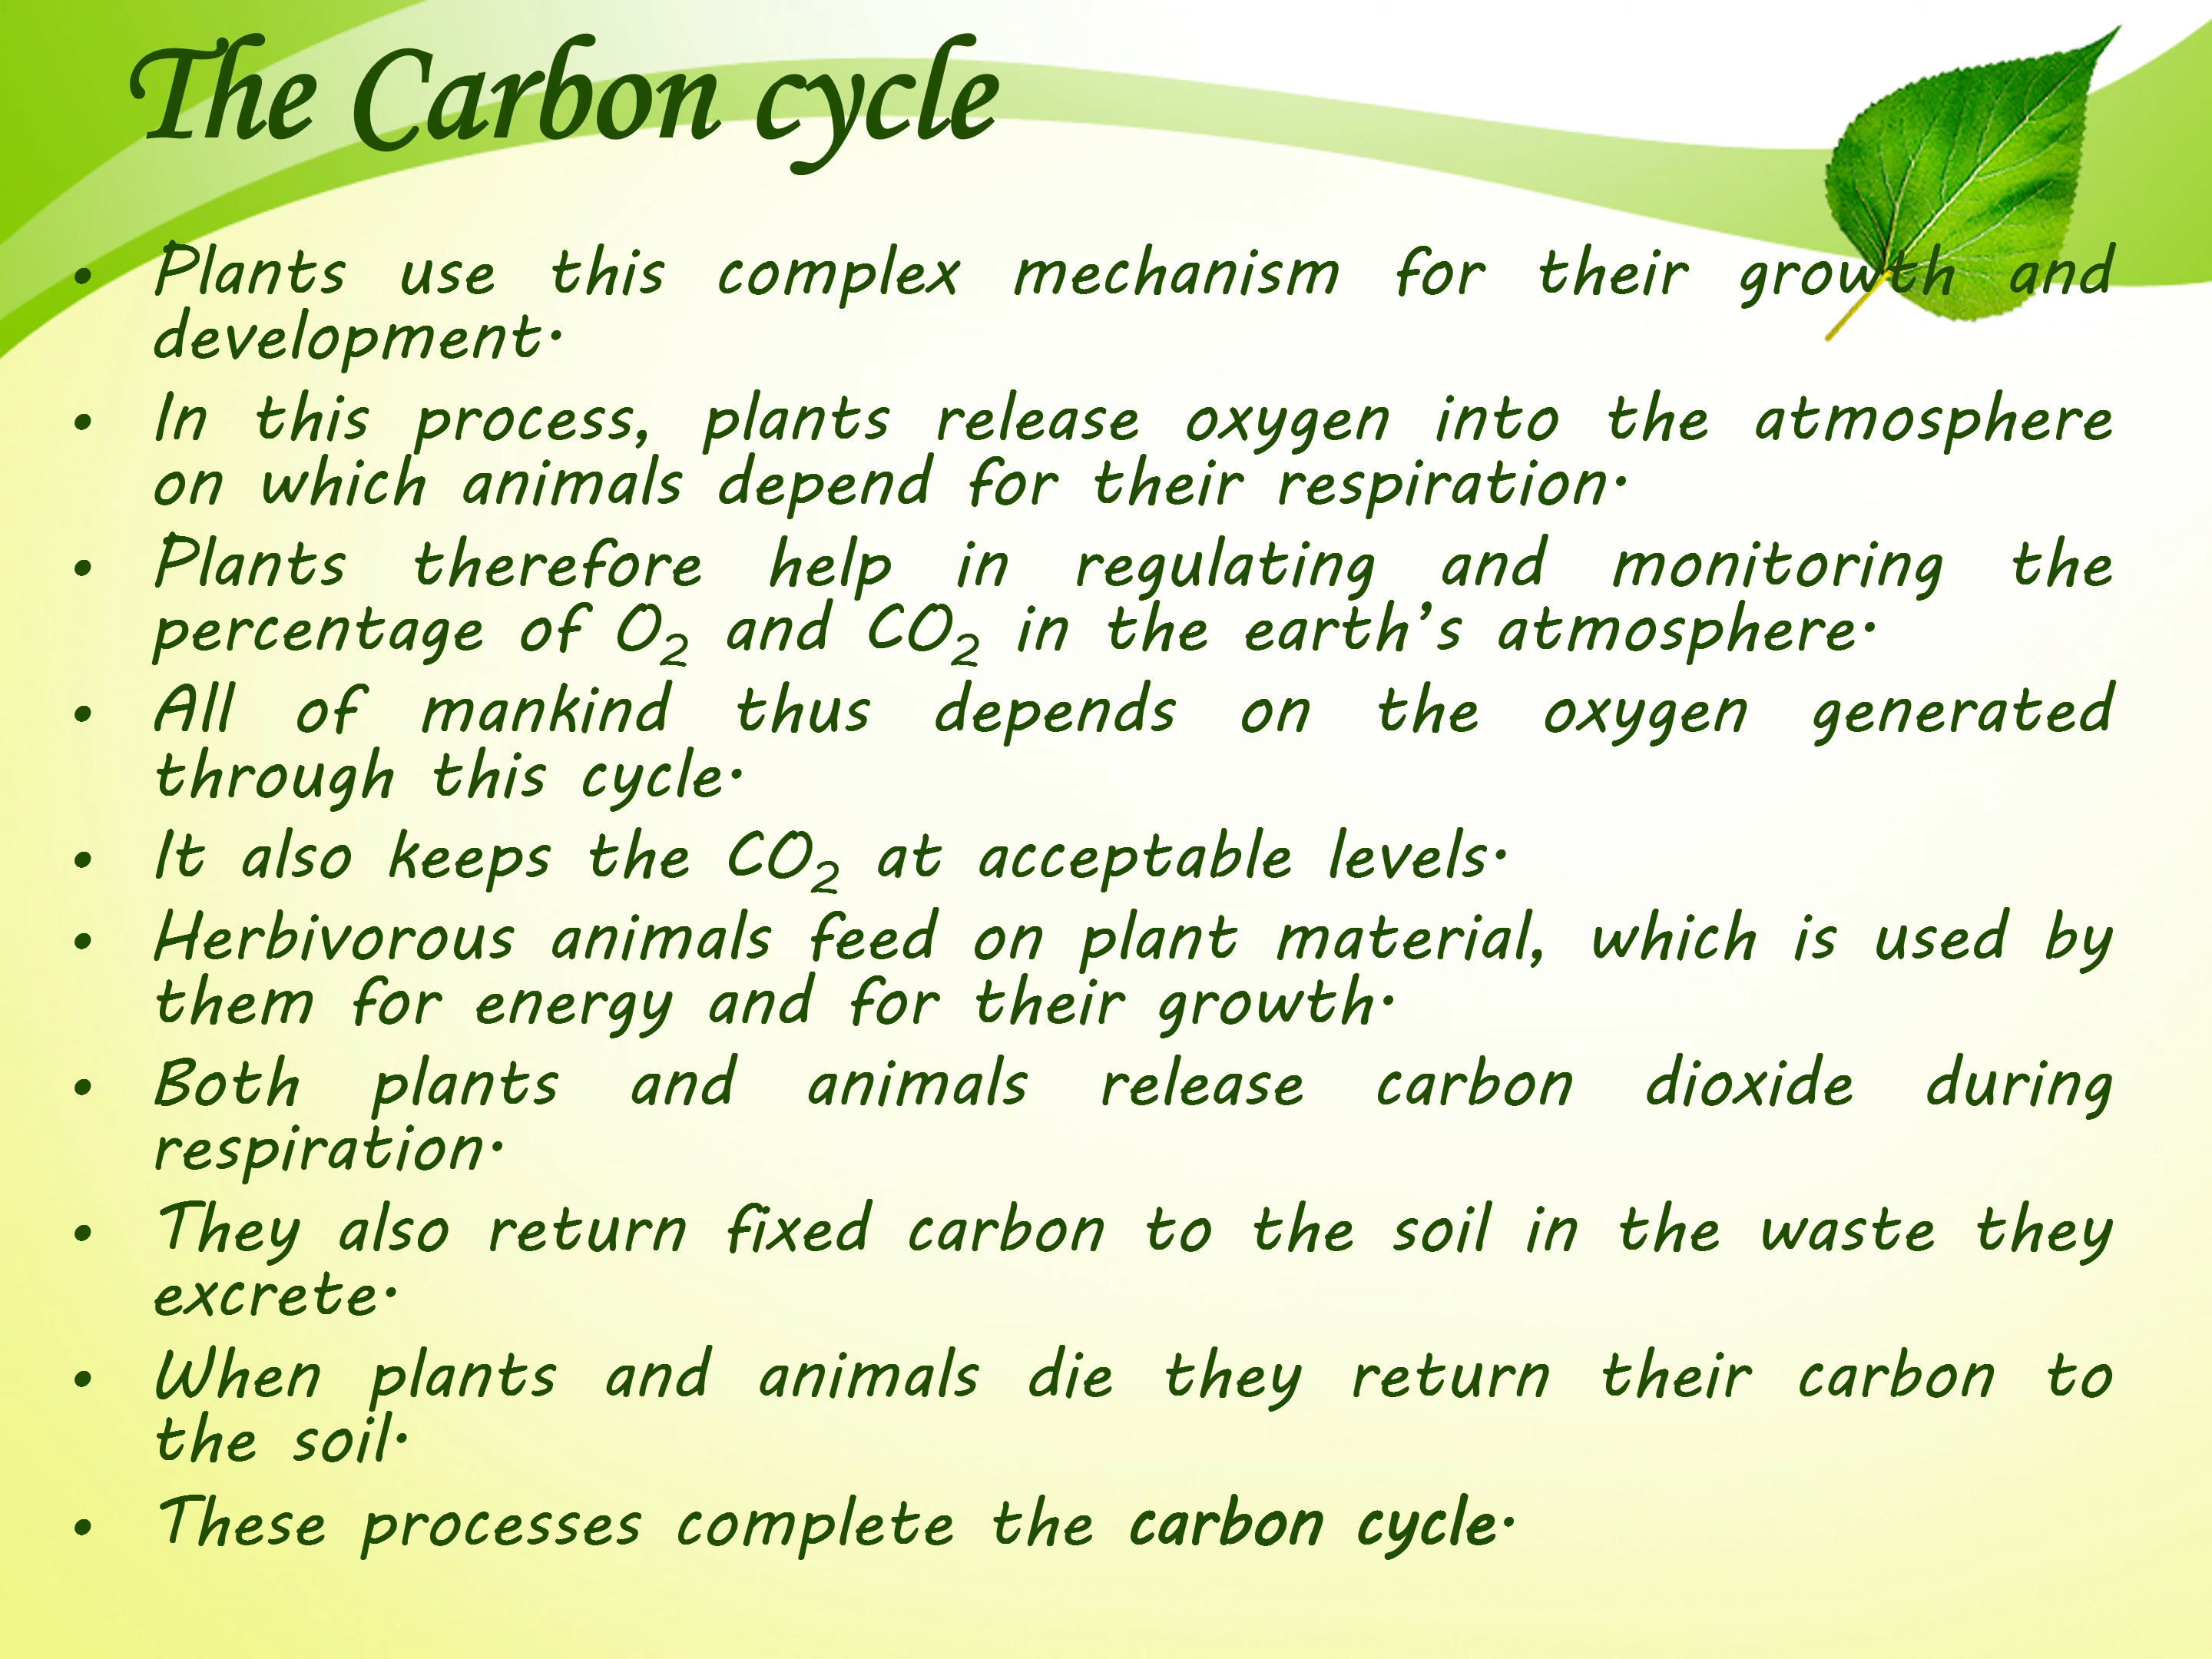 The Carbon cycle
• Plants use this complex mechanism for their growth and
development.
• In this process, plants release oxygen into the atmosphere
on which animals depend for their respiration.
• Plants therefore help in regulating and monitoring the
percentage of O₂ and CO₂ in the earth’s atmosphere.
• All of mankind thus depends on the oxygen generated
through this cycle.
• It also keeps the CO₂ at acceptable levels.
• Herbivorous animals feed on plant material, which is used by
them for energy and for their growth.
• Both plants and animals release carbon dioxide during
respiration.
• They also return fixed carbon to the soil in the waste they
excrete.
• When plants and animals die they return their carbon to
the soil.
• These processes complete the carbon cycle.